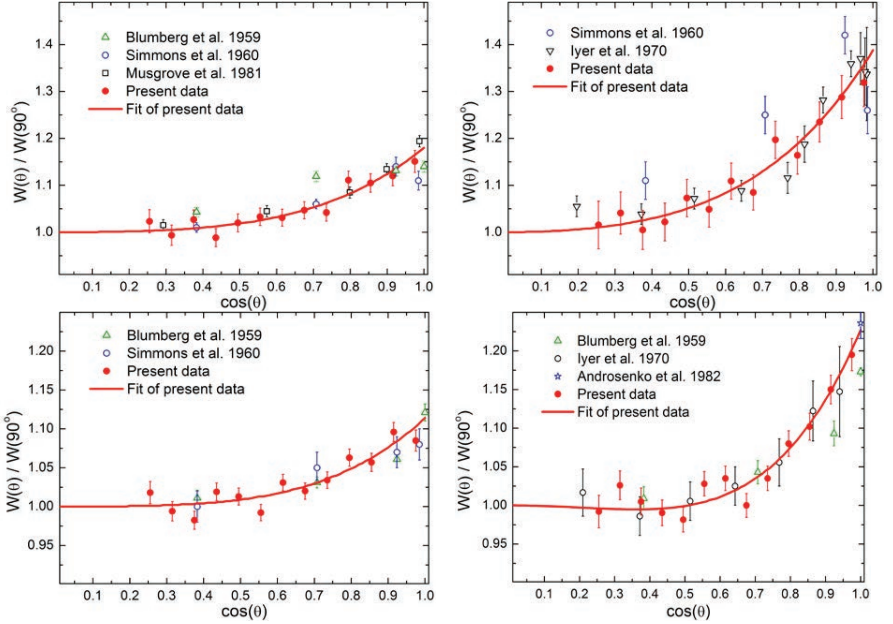 Blumberg et al. 1959
Simmons et al. 1960
Musgrove et al. 1981
Present data
Fit of present data
W(θ) / W(90°)
1.4
1.3
1.2
1.1
1.0
0.1 0.2 0.3 0.4 0.5 0.6 0.7 0.8 0.9 1.0
cos(θ)
Simmons et al. 1960
Iyer et al. 1970
Present data
Fit of present data
W(θ) / W(90°)
1.4
1.3
1.2
1.1
1.0
0.1 0.2 0.3 0.4 0.5 0.6 0.7 0.8 0.9 1.0
cos(θ)
Blumberg et al. 1959
Simmons et al. 1960
Present data
Fit of present data
W(θ) / W(90°)
1.20
1.15
1.10
1.05
1.00
0.95
0.1 0.2 0.3 0.4 0.5 0.6 0.7 0.8 0.9 1.0
cos(θ)
Blumberg et al. 1959
Iyer et al. 1970
Androsenko et al. 1982
Present data
Fit of present data
W(θ) / W(90°)
1.20
1.15
1.10
1.05
1.00
0.95
0.1 0.2 0.3 0.4 0.5 0.6 0.7 0.8 0.9 1.0
cos(θ)